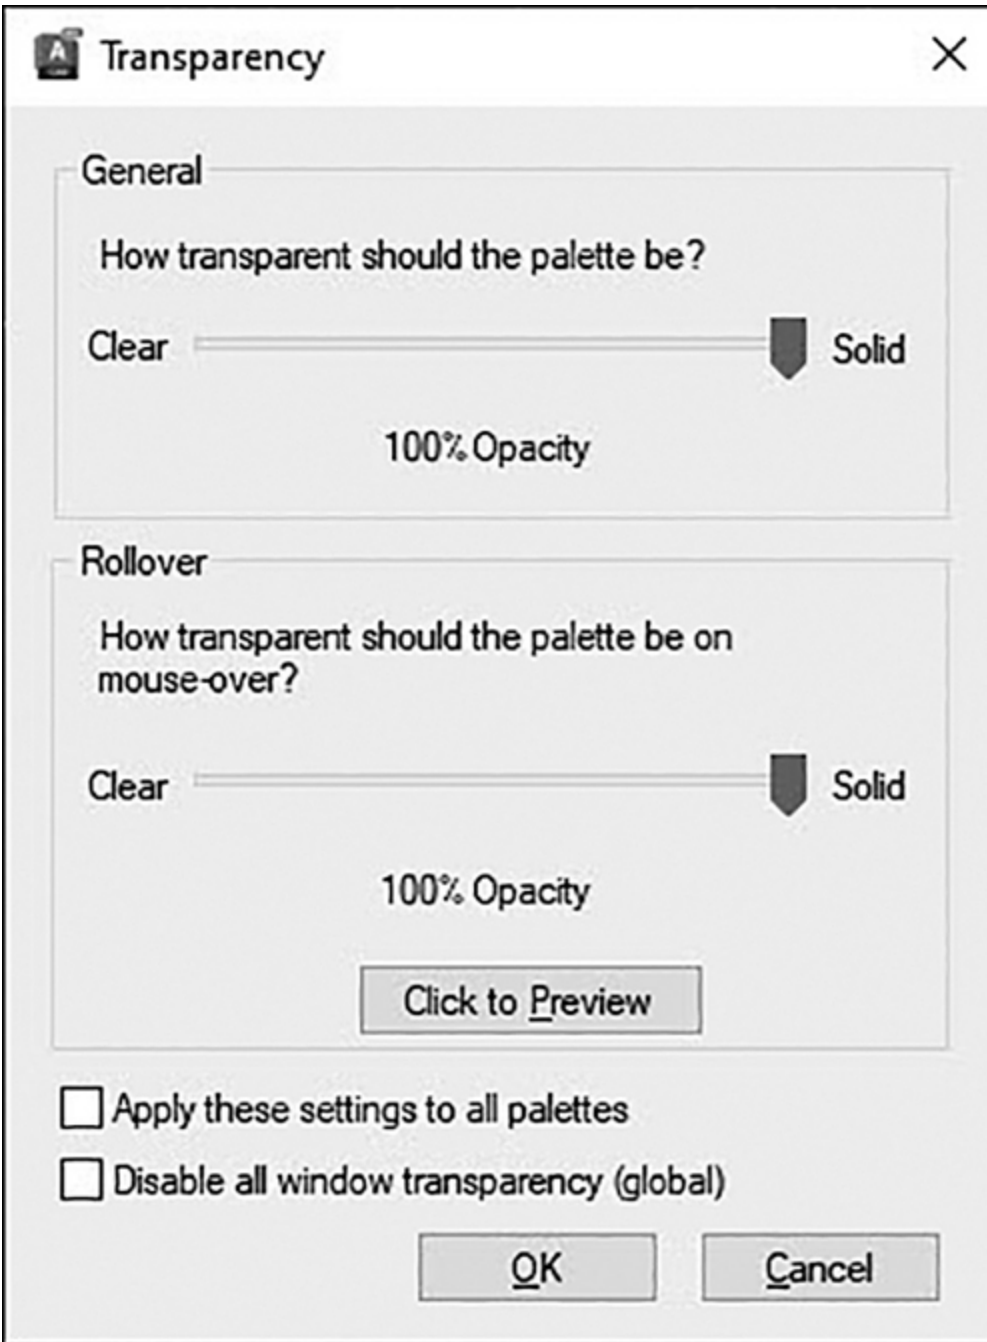 Transparency
General
How transparent should the palette be?
Clear Solid
100% Opacity
Rollover
How transparent should the palette be on
mouse-over?
Clear Solid
100% Opacity
Click to Preview
Apply these settings to all palettes
Disable all window transparency (global)
OK Cancel